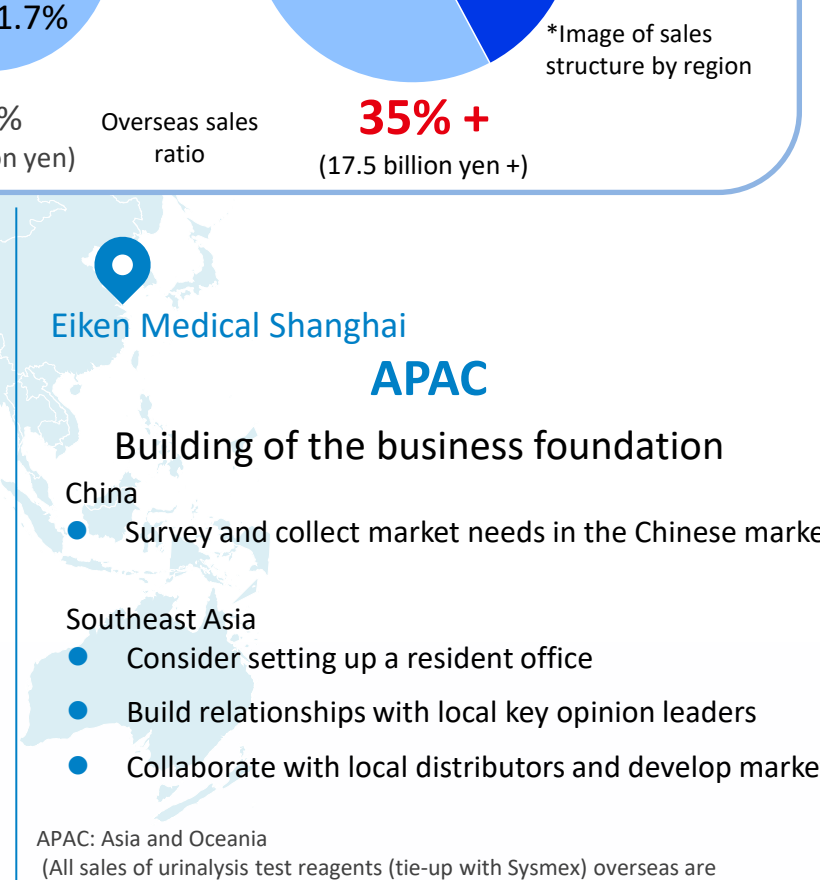 1.7%
*Image of sales
structure by region
%
Overseas sales
ratio
35% +
n yen)
(17.5 billion yen +)
Eiken Medical Shanghai
APAC
Building of the business foundation
China
● Survey and collect market needs in the Chinese marke
Southeast Asia
● Consider setting up a resident office
● Build relationships with local key opinion leaders
● Collaborate with local distributors and develop marke
APAC: Asia and Oceania
(All sales of urinalysis test reagents (tie-up with Sysmex) overseas are